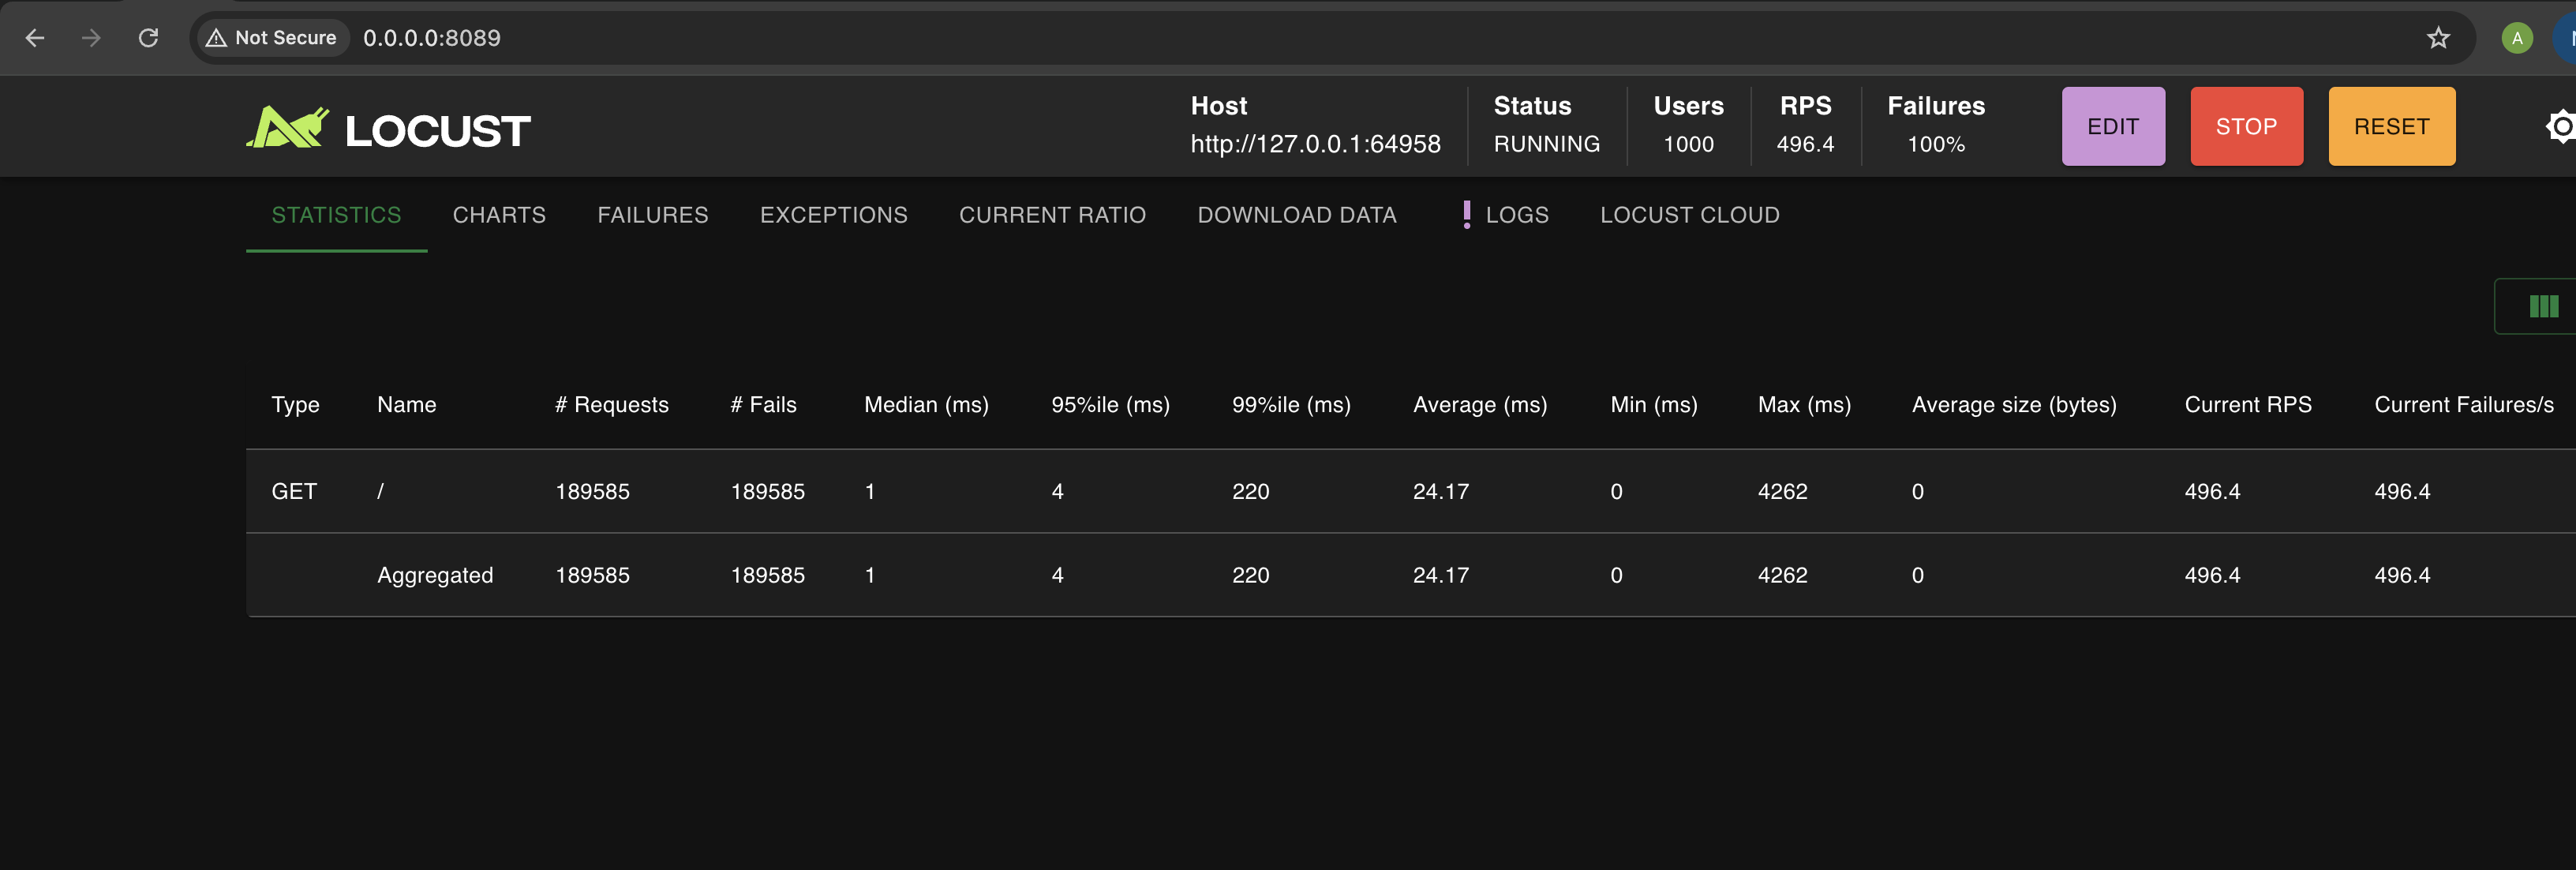 Not Secure 0.0.0.0:8089 A
LOCUST
Host Status Users RPS Failures
http://127.0.0.1:64958 RUNNING 1000 496.4 100%
EDIT STOP RESET
STATISTICS CHARTS FAILURES EXCEPTIONS CURRENT RATIO DOWNLOAD DATA ! LOGS LOCUST CLOUD
Type Name # Requests # Fails Median (ms) 95%ile (ms) 99%ile (ms) Average (ms) Min (ms) Max (ms) Average size (bytes) Current RPS Current Failures/s
GET / 189585 189585 1 4 220 24.17 0 4262 0 496.4 496.4
Aggregated 189585 189585 1 4 220 24.17 0 4262 0 496.4 496.4